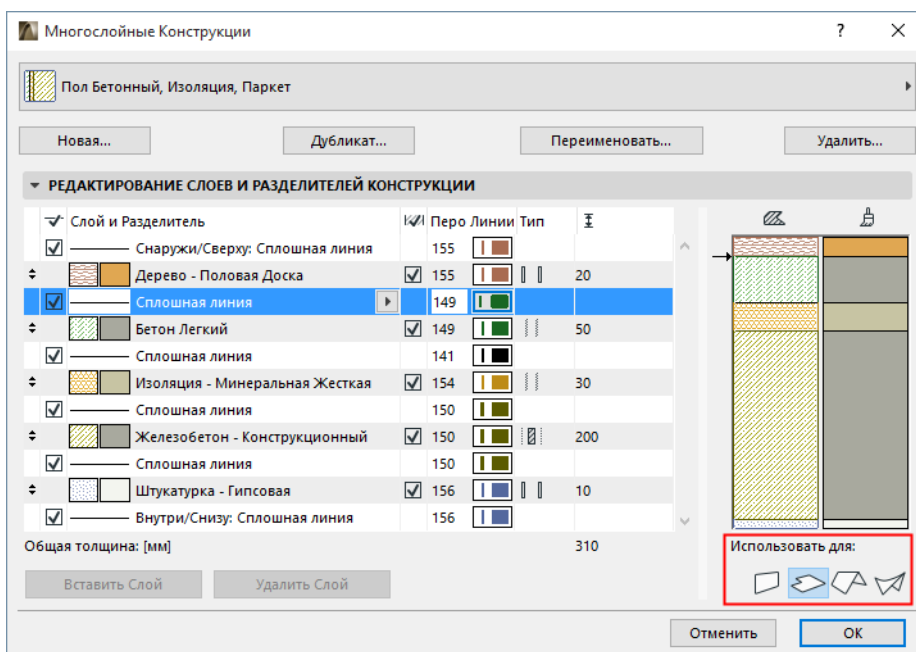 Многослойные Конструкции ?
Пол Бетонный, Изоляция, Паркет
Новая... Дубликат... Переименовать... Удалить...
РЕДАКТИРОВАНИЕ СЛОЕВ И РАЗДЕЛИТЕЛЕЙ КОНСТРУКЦИИ
Слой и Разделитель Перо Линии Тип
Снаружи/Сверху: Сплошная линия 155
Дерево - Половая Доска 155 20
Сплошная линия 149
Бетон Легкий 149 50
Сплошная линия 141
Изоляция - Минеральная Жесткая 154 30
Сплошная линия 150
Железобетон - Конструкционный 150 200
Сплошная линия 150
Штукатурка - Гипсовая 156 10
Внутри/Снизу: Сплошная линия 156
Общая толщина: [мм] 310
Использовать для:
Вставить Слой Удалить Слой
Отменить OK